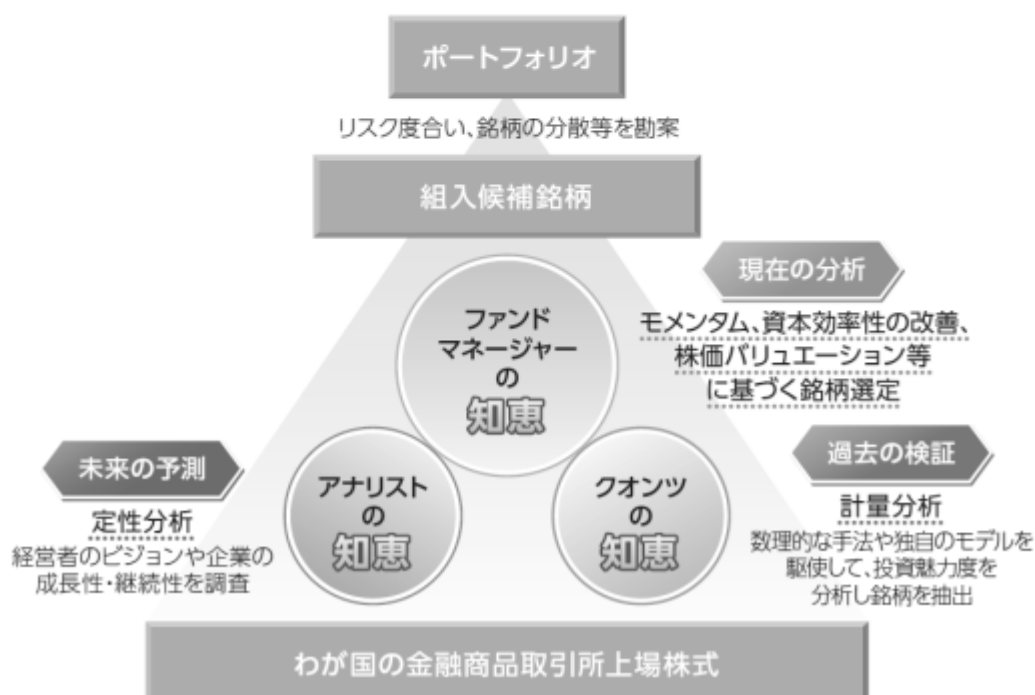 ポートフォリオ
リスク度合い、銘柄の分散等を勘案
組入候補銘柄
ファンド
マネージャー
の
知恵
現在の分析
モメンタム、資本効率性の改善、
株価バリュエーション等
に基づく銘柄選定
未来の予測
定性分析
経営者のビジョンや企業の
成長性・継続性を調査
アナリスト
の
知恵
クオンツ
の
知恵
過去の検証
計量分析
数理的な手法や独自のモデルを
駆使して、投資魅力度を
分析し銘柄を抽出
わが国の金融商品取引所上場株式